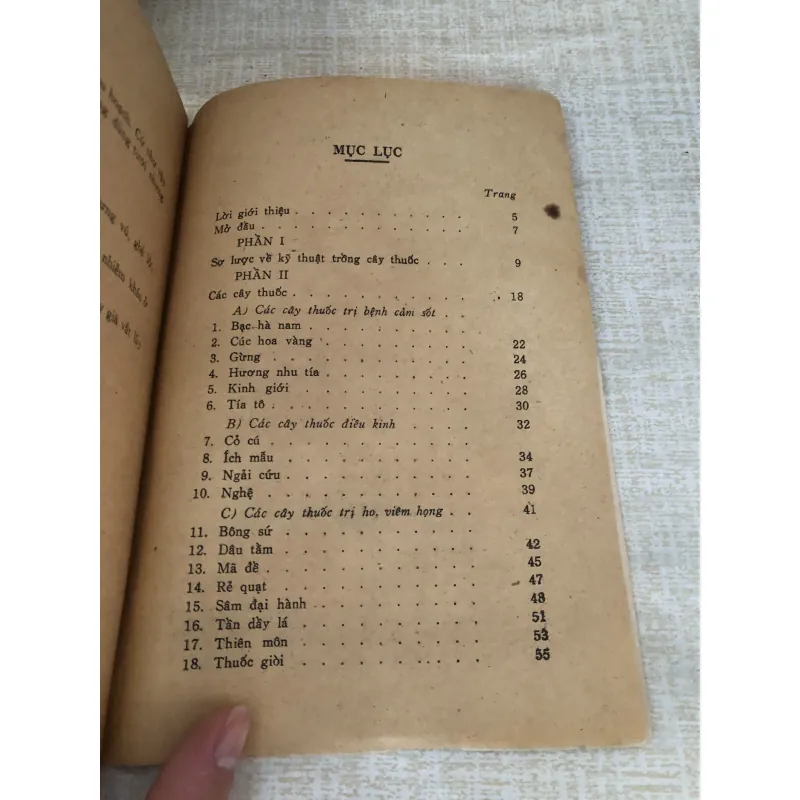 MỤC LỤC
Trang
Lời giới thiệu . . . . . . . . . . . 5
Mở đầu . . . . . . . . . . . 7
PHẦN I
Sơ lược về kỹ thuật trồng cây thuốc . . . 9
PHẦN II
Các cây thuốc . . . . . . . . . . . 18
A) Các cây thuốc trị bệnh cảm sốt . .
1. Bạc hà nam . . . . . . . . . .
2. Cúc hoa vàng . . . . . . . . . 22
3. Gừng . . . . . . . . . . . 24
4. Hương nhu tía . . . . . . . . . 26
5. Kinh giới . . . . . . . . . . 28
6. Tía tô . . . . . . . . . . . 30
B) Các cây thuốc điều kinh . . . . 32
7. Cỏ cú . . . . . . . . . . .
8. Ích mẫu . . . . . . . . . . 34
9. Ngải cứu . . . . . . . . . . 37
10. Nghệ . . . . . . . . . . . 39
C) Các cây thuốc trị ho, viêm họng . . 41
11. Bông sứ . . . . . . . . . .
12. Dâu tằm . . . . . . . . . . 42
13. Mã đề . . . . . . . . . . . 45
14. Rẻ quạt . . . . . . . . . . 47
15. Sâm đại hành . . . . . . . . . 48
16. Tần dầy lá . . . . . . . . . 51
17. Thiên môn . . . . . . . . . . 53
18. Thuốc giòi . . . . . . . . . . 55